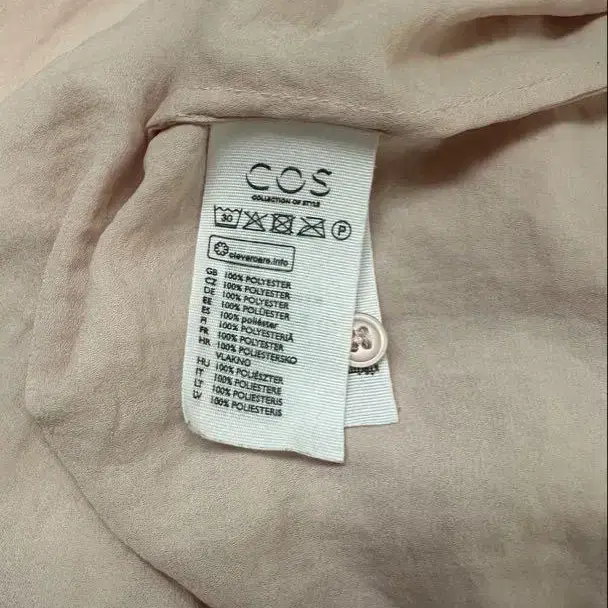 COS
COLLECTION OF STYLE
30
P
clevercare.info
GB 100% POLYESTER
CZ 100% POLYESTER
DE 100% POLYESTER
EE 100% POLÜESTER
ES 100% poliéster
FI 100% POLYESTERIÄ
FR 100% POLYESTER
HR 100% POLIESTERSKO
VLAKNO
HU 100% POLIÉSZTER
IT 100% POLIESTERE
LT 100% POLIESTERIS
LV 100% POLIESTERIS